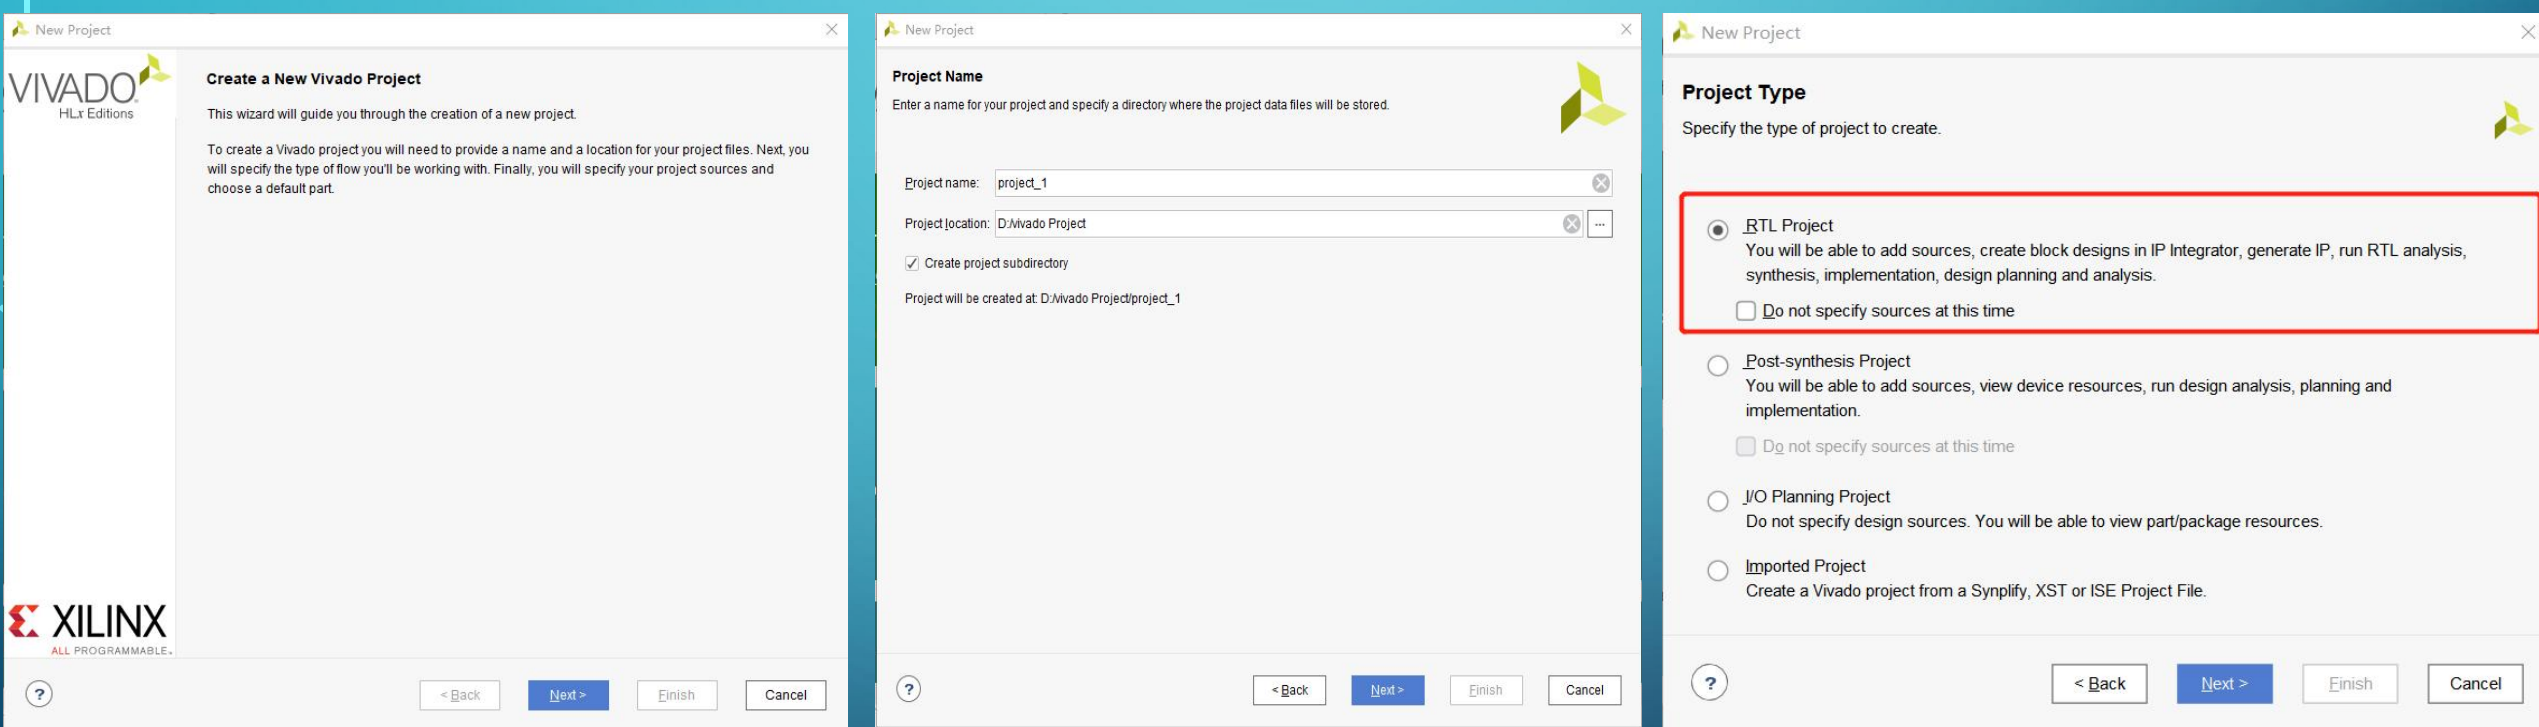 New Project
VIVADO
HLx Editions
Create a New Vivado Project
This wizard will guide you through the creation of a new project.
To create a Vivado project you will need to provide a name and a location for your project files. Next, you
will specify the type of flow you'll be working with. Finally, you will specify your project sources and
choose a default part.
XILINX
ALL PROGRAMMABLE™
?
< Back
Next >
Finish
Cancel
New Project
Project Name
Enter a name for your project and specify a directory where the project data files will be stored.
Project name: project_1
Project location: D:/vivado Project
...
Create project subdirectory
Project will be created at: D:/vivado Project/project_1
?
< Back
Next >
Finish
Cancel
New Project
Project Type
Specify the type of project to create.
RTL Project
You will be able to add sources, create block designs in IP Integrator, generate IP, run RTL analysis,
synthesis, implementation, design planning and analysis.
Do not specify sources at this time
Post-synthesis Project
You will be able to add sources, view device resources, run design analysis, planning and
implementation.
Do not specify sources at this time
I/O Planning Project
Do not specify design sources. You will be able to view part/package resources.
Imported Project
Create a Vivado project from a Synplify, XST or ISE Project File.
?
< Back
Next >
Finish
Cancel